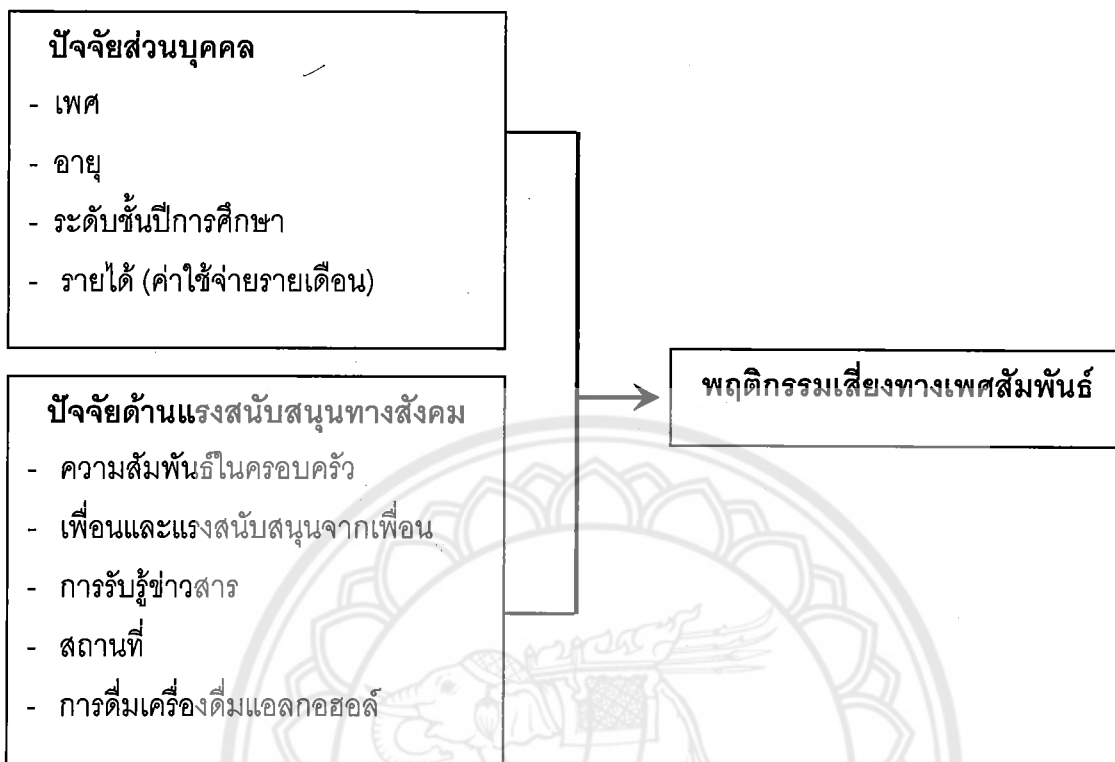 ปัจจัยส่วนบุคคล
- เพศ
- อายุ
- ระดับชั้นปีการศึกษา
- รายได้ (ค่าใช้จ่ายรายเดือน)
ปัจจัยด้านแรงสนับสนุนทางสังคม
- ความสัมพันธ์ในครอบครัว
- เพื่อนและแรงสนับสนุนจากเพื่อน
- การรับรู้ข่าวสาร
- สถานที่
- การดื่มเครื่องดื่มแอลกอฮอล์
พฤติกรรมเสี่ยงทางเพศสัมพันธ์